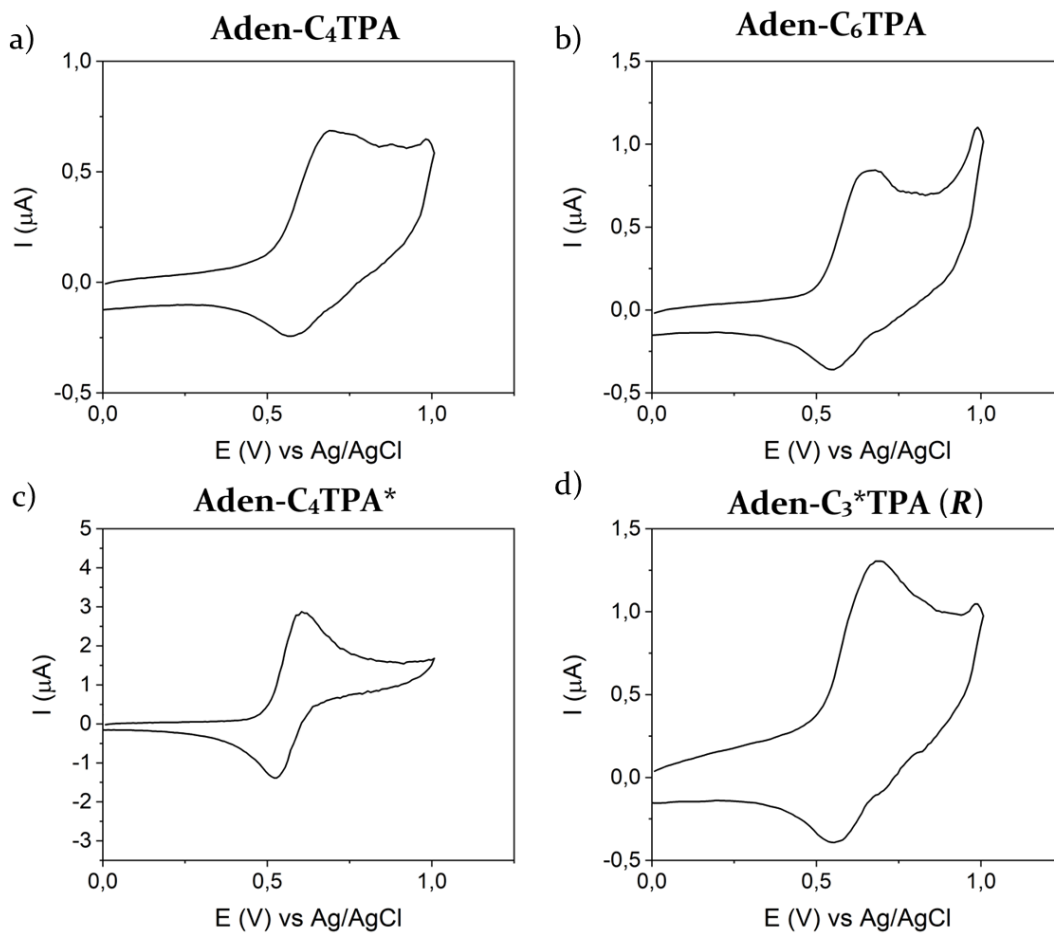 a)
Aden-C₄TPA
1,0
0,5
0,0
-0,5
I (μA)
0,0
0,5
1,0
E (V) vs Ag/AgCl
b)
Aden-C₆TPA
1,5
1,0
0,5
0,0
-0,5
I (μA)
0,0
0,5
1,0
E (V) vs Ag/AgCl
c)
Aden-C₄TPA*
5
4
3
2
1
0
-1
-2
-3
I (μA)
0,0
0,5
1,0
E (V) vs Ag/AgCl
d)
Aden-C₃*TPA (R)
1,5
1,0
0,5
0,0
-0,5
I (μA)
0,0
0,5
1,0
E (V) vs Ag/AgCl